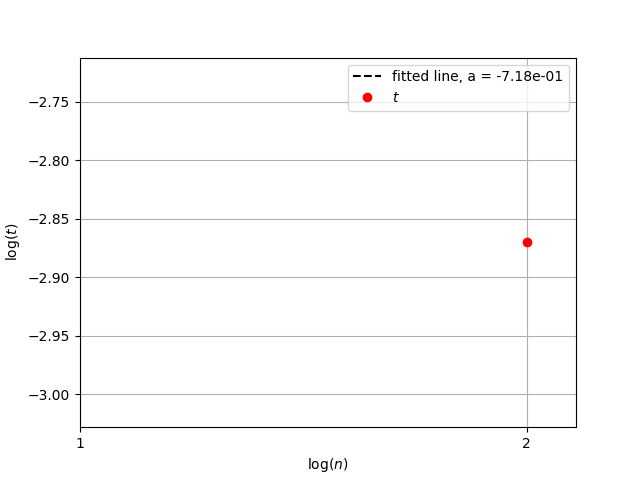 fitted line, a = -7.18e-01
t
−2.75
−2.80
−2.85
−2.90
−2.95
−3.00
log(t)
1
2
log(n)